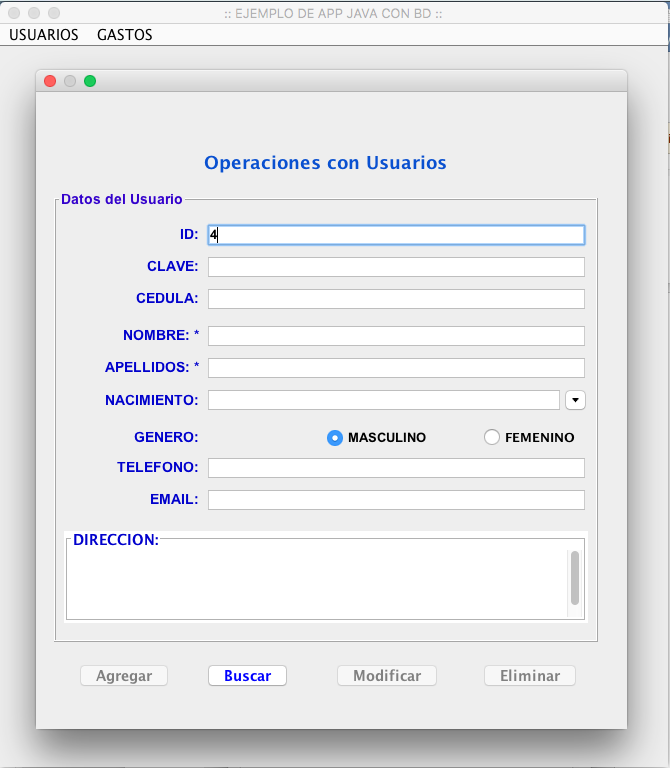 :: EJEMPLO DE APP JAVA CON BD ::
USUARIOS GASTOS
Operaciones con Usuarios
Datos del Usuario
ID: 4
CLAVE:
CEDULA:
NOMBRE: *
APELLIDOS: *
NACIMIENTO:
GENERO: MASCULINO FEMENINO
TELEFONO:
EMAIL:
DIRECCION:
Agregar Buscar Modificar Eliminar